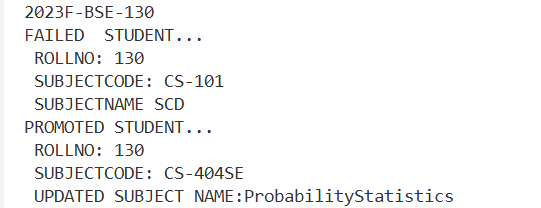 2023F-BSE-130
FAILED  STUDENT...
ROLLNO: 130
SUBJECTCODE: CS-101
SUBJECTNAME SCD
PROMOTED STUDENT...
ROLLNO: 130
SUBJECTCODE: CS-404SE
UPDATED SUBJECT NAME:ProbabilityStatistics